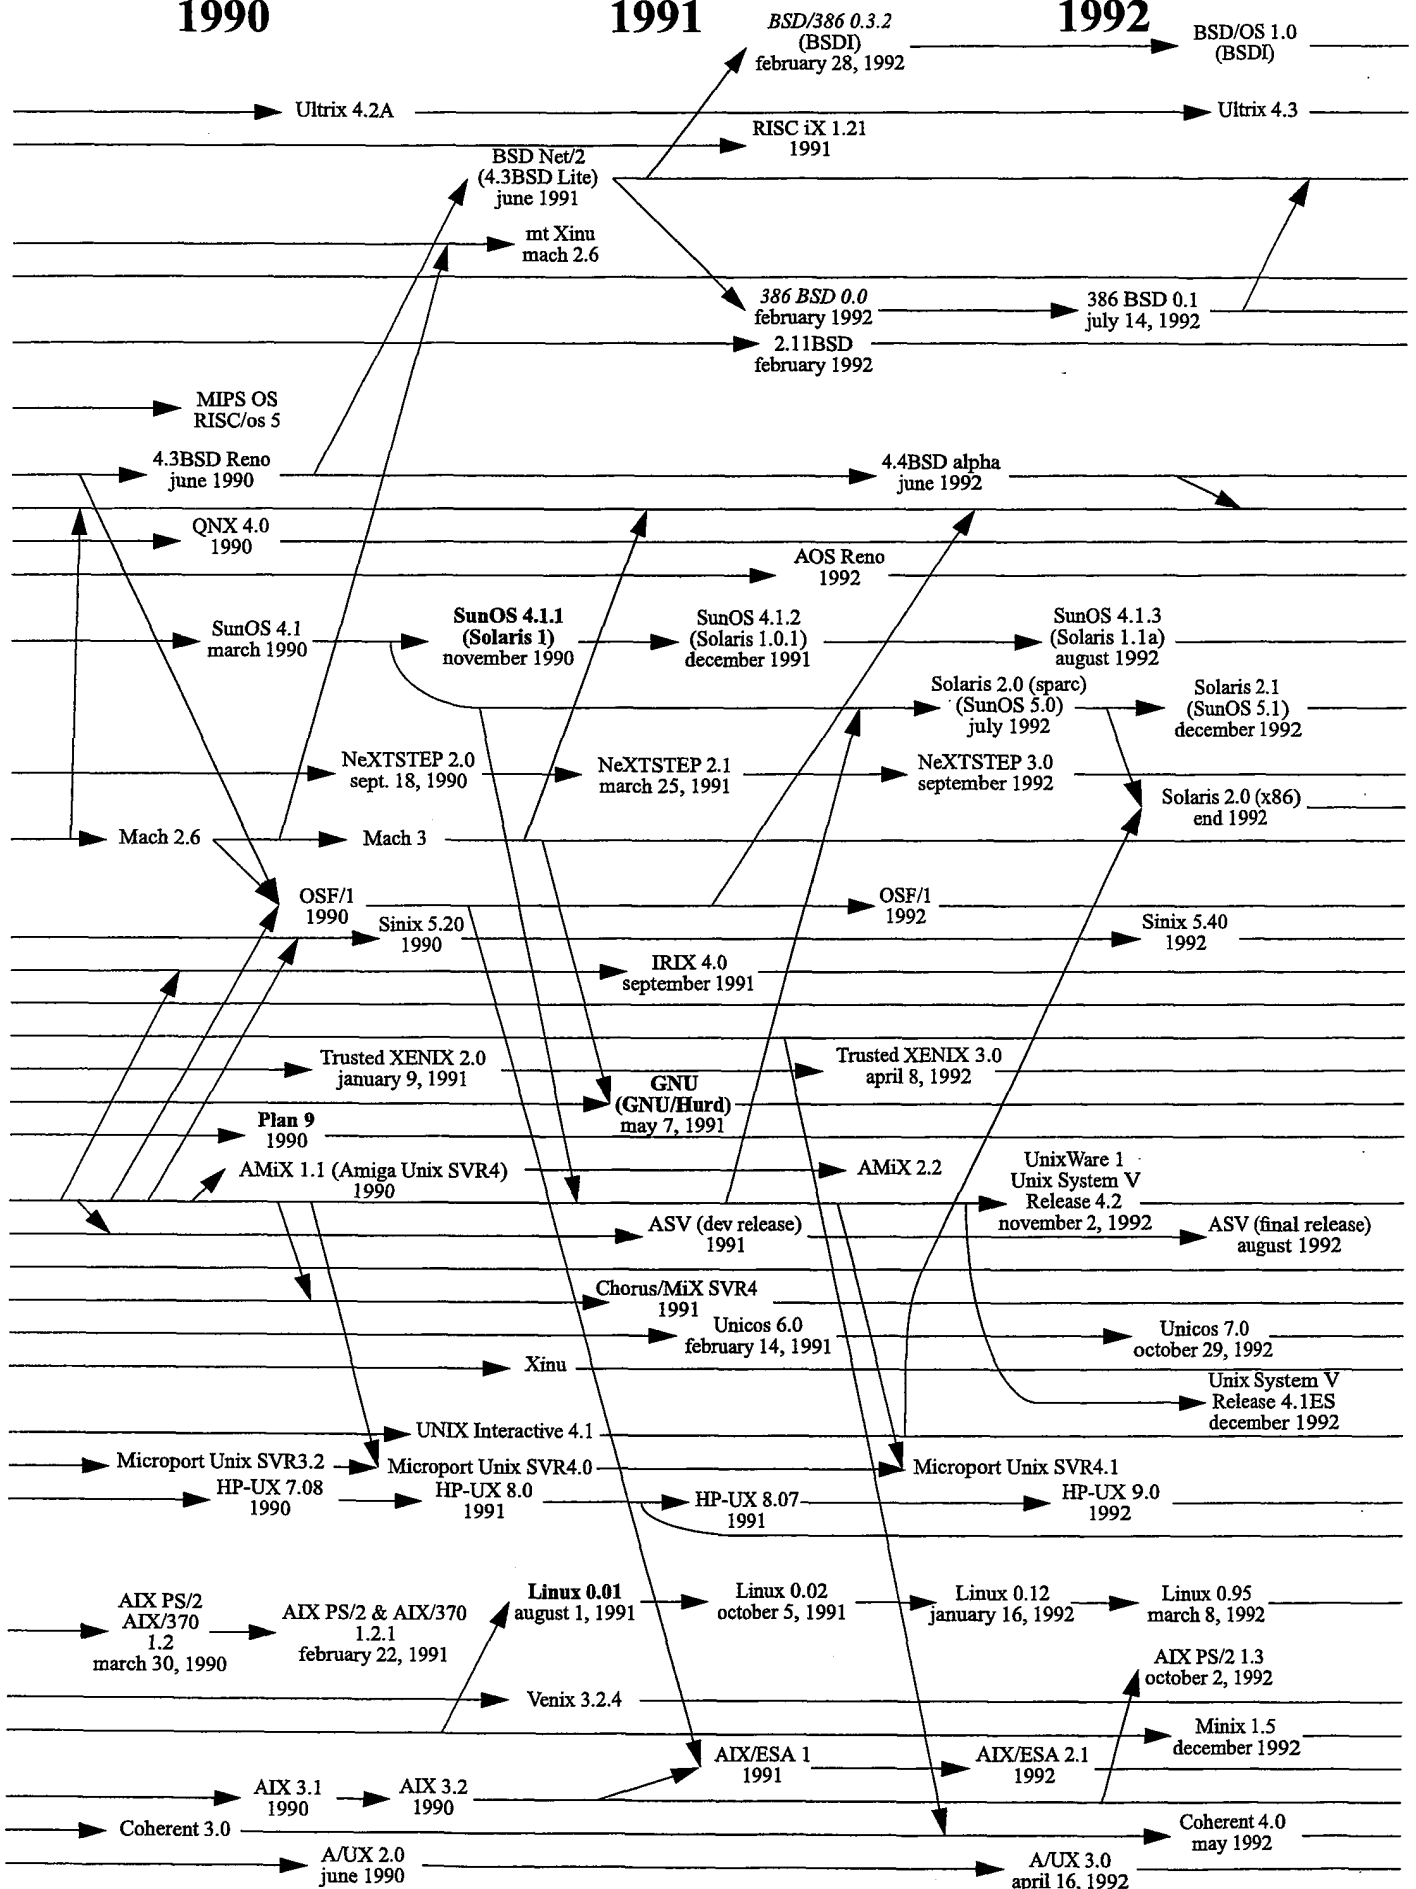 1990
1991
1992
BSD/386 0.3.2
(BSDI)
february 28, 1992
BSD/OS 1.0
(BSDI)
Ultrix 4.2A
Ultrix 4.3
RISC iX 1.21
1991
BSD Net/2
(4.3BSD Lite)
june 1991
mt Xinu
mach 2.6
386 BSD 0.0
february 1992
386 BSD 0.1
july 14, 1992
2.11BSD
february 1992
MIPS OS
RISC/os 5
4.3BSD Reno
june 1990
4.4BSD alpha
june 1992
QNX 4.0
1990
AOS Reno
1992
SunOS 4.1
march 1990
SunOS 4.1.1
(Solaris 1)
november 1990
SunOS 4.1.2
(Solaris 1.0.1)
december 1991
SunOS 4.1.3
(Solaris 1.1a)
august 1992
Solaris 2.0 (sparc)
(SunOS 5.0)
july 1992
Solaris 2.1
(SunOS 5.1)
december 1992
NeXTSTEP 2.0
sept. 18, 1990
NeXTSTEP 2.1
march 25, 1991
NeXTSTEP 3.0
september 1992
Solaris 2.0 (x86)
end 1992
Mach 2.6
Mach 3
OSF/1
1990
OSF/1
1992
Sinix 5.20
1990
Sinix 5.40
1992
IRIX 4.0
september 1991
Trusted XENIX 2.0
january 9, 1991
Trusted XENIX 3.0
april 8, 1992
GNU
(GNU/Hurd)
may 7, 1991
Plan 9
1990
AMiX 1.1 (Amiga Unix SVR4)
1990
AMiX 2.2
UnixWare 1
Unix System V
Release 4.2
november 2, 1992
ASV (dev release)
1991
ASV (final release)
august 1992
Chorus/MiX SVR4
1991
Unicos 6.0
february 14, 1991
Unicos 7.0
october 29, 1992
Xinu
Unix System V
Release 4.1ES
december 1992
UNIX Interactive 4.1
Microport Unix SVR3.2
Microport Unix SVR4.0
Microport Unix SVR4.1
HP-UX 7.08
1990
HP-UX 8.0
1991
HP-UX 8.07
1991
HP-UX 9.0
1992
AIX PS/2
AIX/370
1.2
march 30, 1990
AIX PS/2 & AIX/370
1.2.1
february 22, 1991
Linux 0.01
august 1, 1991
Linux 0.02
october 5, 1991
Linux 0.12
january 16, 1992
Linux 0.95
march 8, 1992
AIX PS/2 1.3
october 2, 1992
Venix 3.2.4
Minix 1.5
december 1992
AIX/ESA 1
1991
AIX/ESA 2.1
1992
AIX 3.1
1990
AIX 3.2
1990
Coherent 3.0
Coherent 4.0
may 1992
A/UX 2.0
june 1990
A/UX 3.0
april 16, 1992